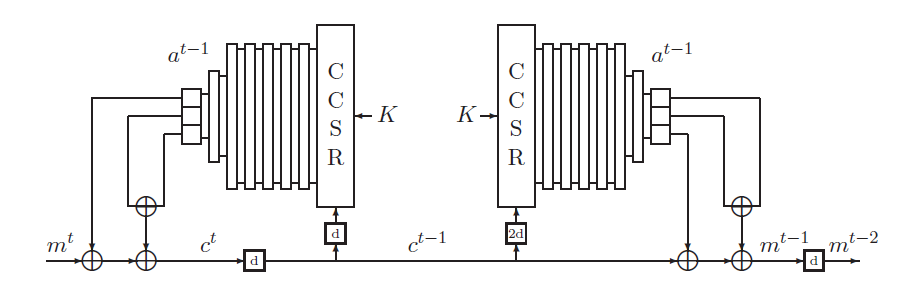 a^{t-1}
C
C
S
R
K
m^t
c^t
d
d
c^{t-1}
K
C
C
S
R
a^{t-1}
2d
m^{t-1}
d
m^{t-2}